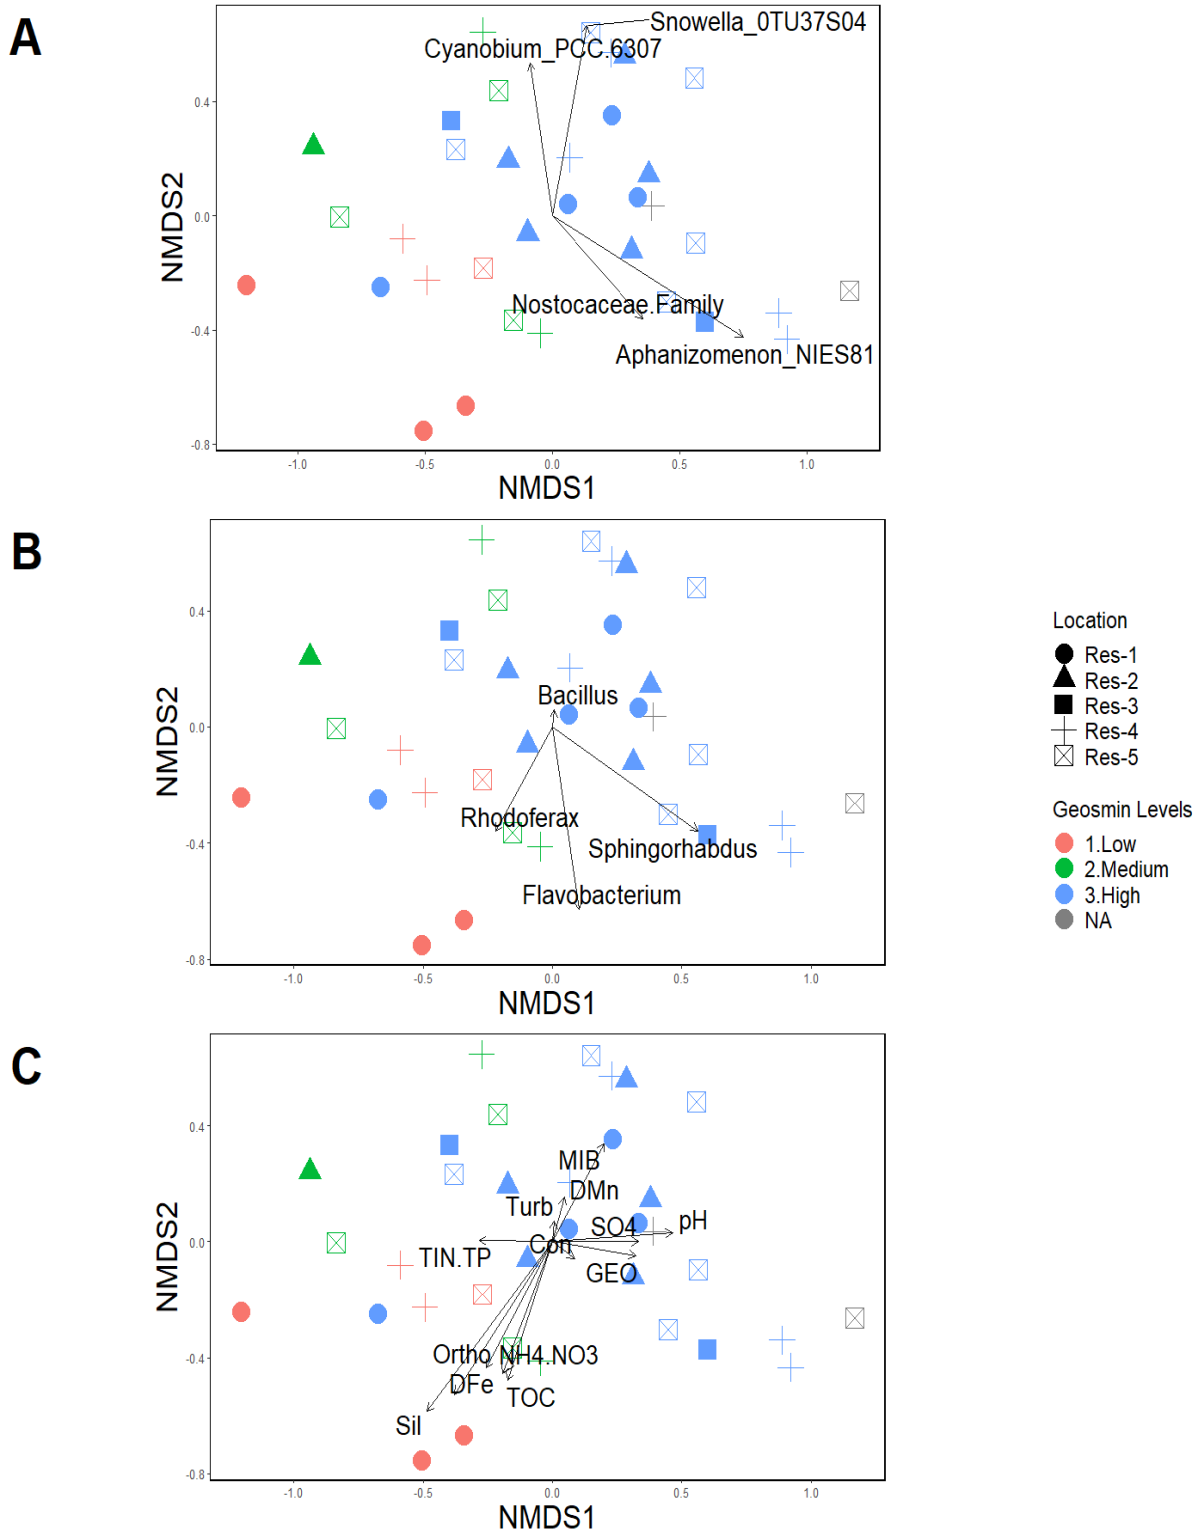 A
Snowella_0TU37S04
Cyanobium_PCC.6307
0.4
0.0
-0.4
-0.8
NMDS2
Nostocaceae.Family
Aphanizomenon_NIES81
-1.0 -0.5 0.0 0.5 1.0
NMDS1
B
0.4
0.0
-0.4
-0.8
NMDS2
Bacillus
Rhodoferax
Sphingorhabdus
Flavobacterium
-1.0 -0.5 0.0 0.5 1.0
NMDS1
Location
Res-1
Res-2
Res-3
Res-4
Res-5
Geosmin Levels
1.Low
2.Medium
3.High
NA
C
0.4
0.0
-0.4
-0.8
NMDS2
MIB
DMn
Turb
SO4
pH
Con
TIN.TP
GEO
Ortho NH4.NO3
DFe
TOC
Sil
-1.0 -0.5 0.0 0.5 1.0
NMDS1